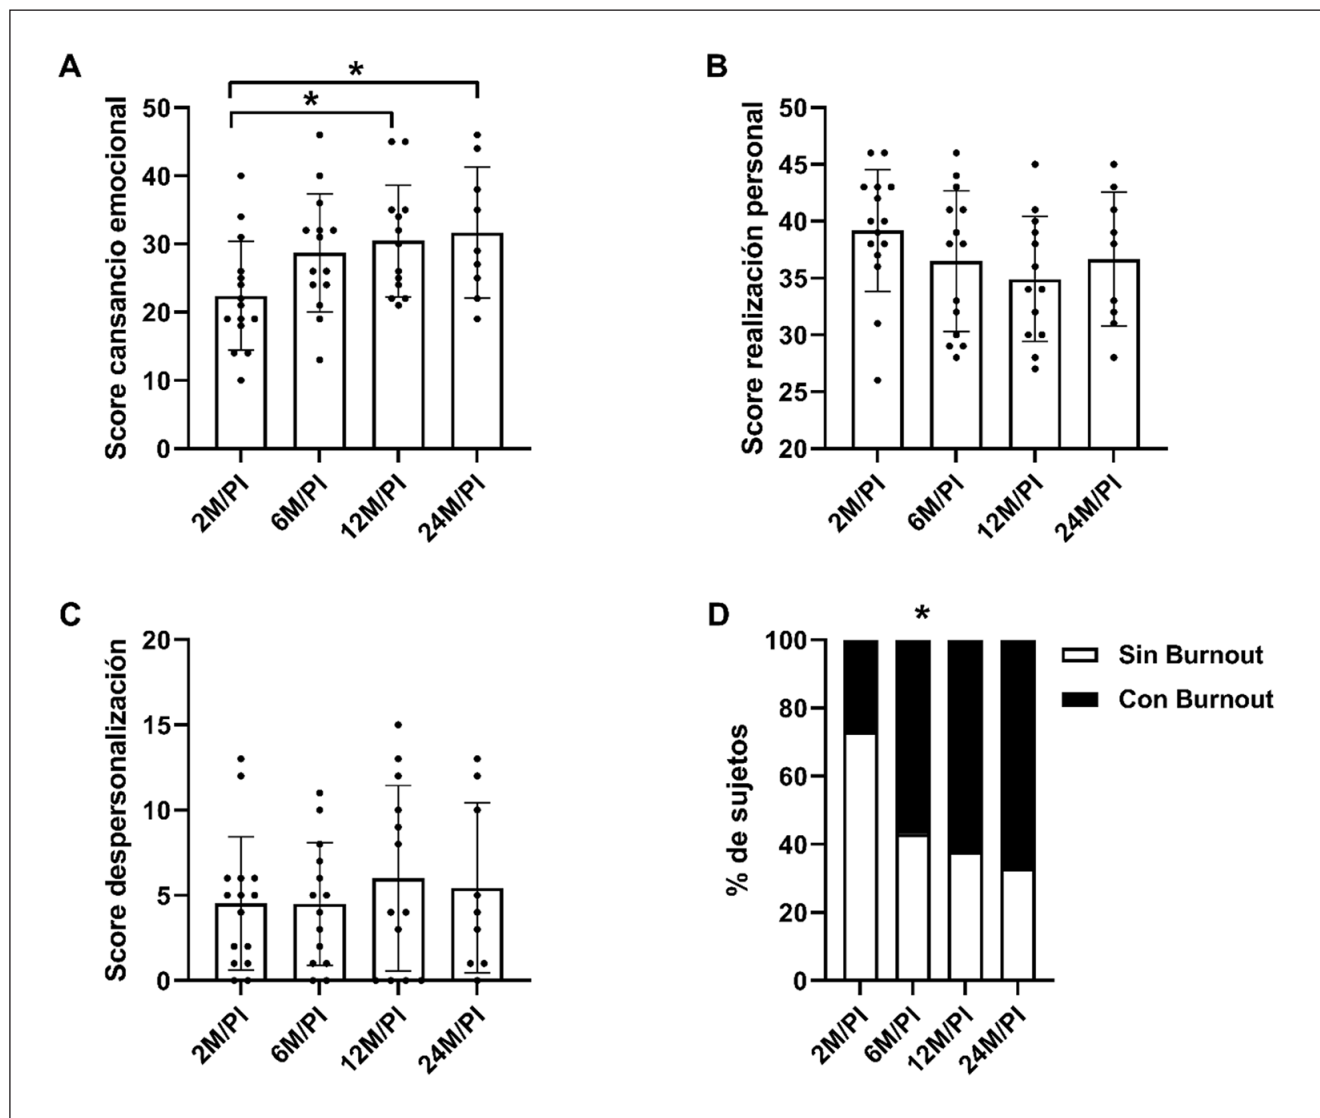 A
*
*
Score cansancio emocional
50
40
30
20
10
0
2M/PI
6M/PI
12M/PI
24M/PI
B
Score realización personal
50
45
40
35
30
25
20
2M/PI
6M/PI
12M/PI
24M/PI
C
Score despersonalización
20
15
10
5
0
2M/PI
6M/PI
12M/PI
24M/PI
D
*
% de sujetos
100
80
60
40
20
0
2M/PI
6M/PI
12M/PI
24M/PI
Sin Burnout
Con Burnout